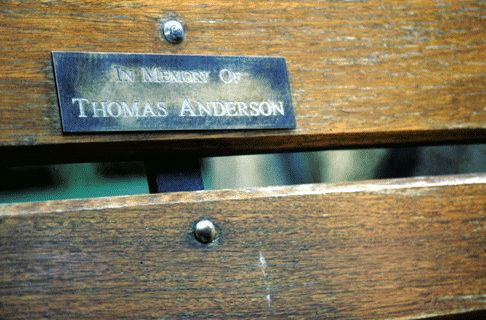 In Memory Of
Thomas Anderson